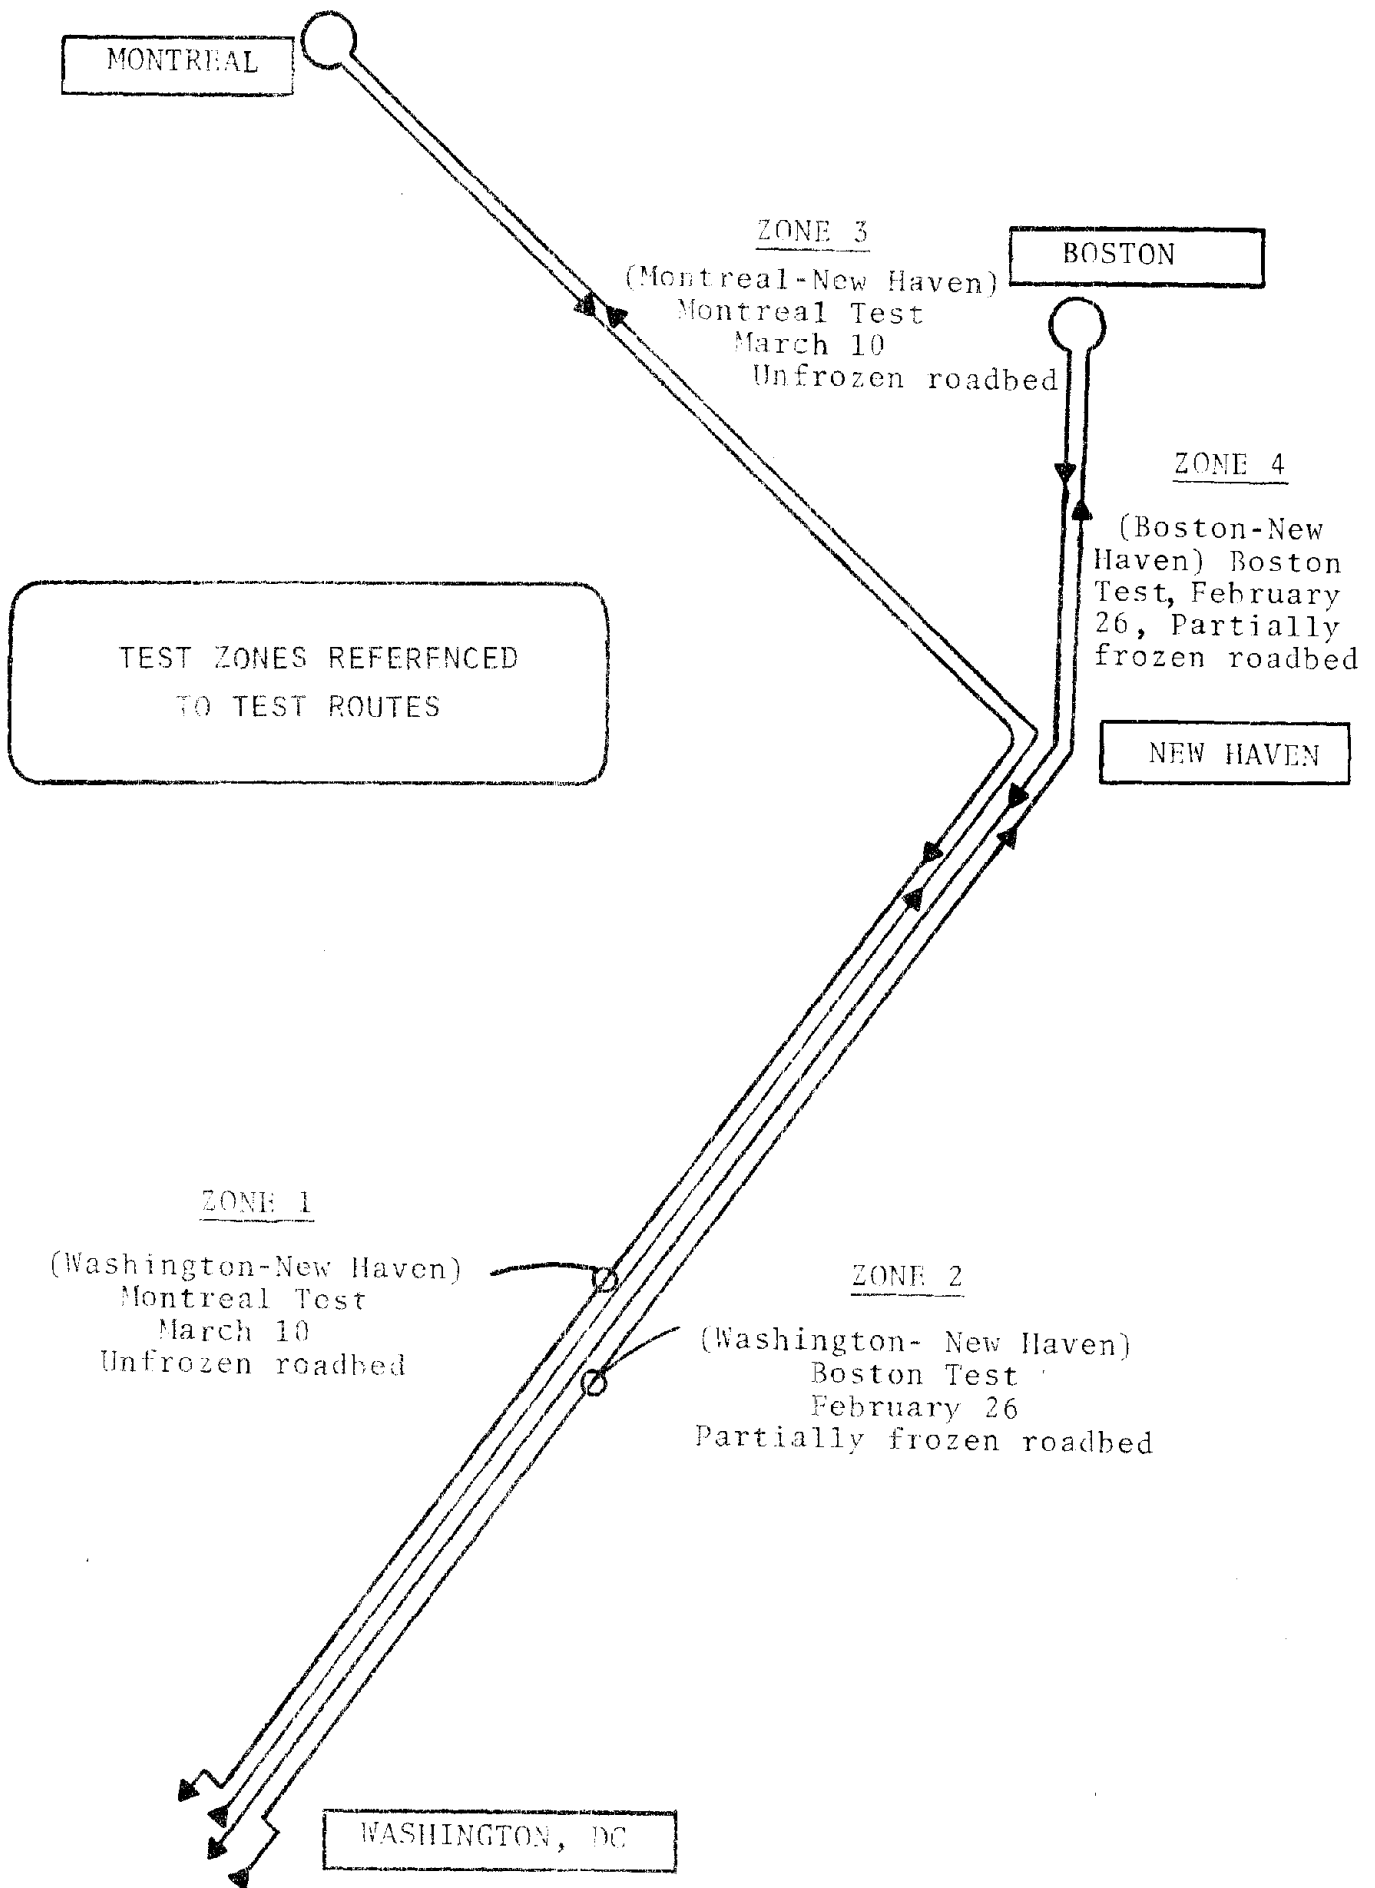 MONTREAL
ZONE 3
(Montreal-New Haven)
Montreal Test
March 10
Unfrozen roadbed
BOSTON
ZONE 4
(Boston-New
Haven) Boston
Test, February
26, Partially
frozen roadbed
TEST ZONES REFERENCED
TO TEST ROUTES
NEW HAVEN
ZONE 1
(Washington-New Haven)
Montreal Test
March 10
Unfrozen roadbed
ZONE 2
(Washington- New Haven)
Boston Test
February 26
Partially frozen roadbed
WASHINGTON, DC